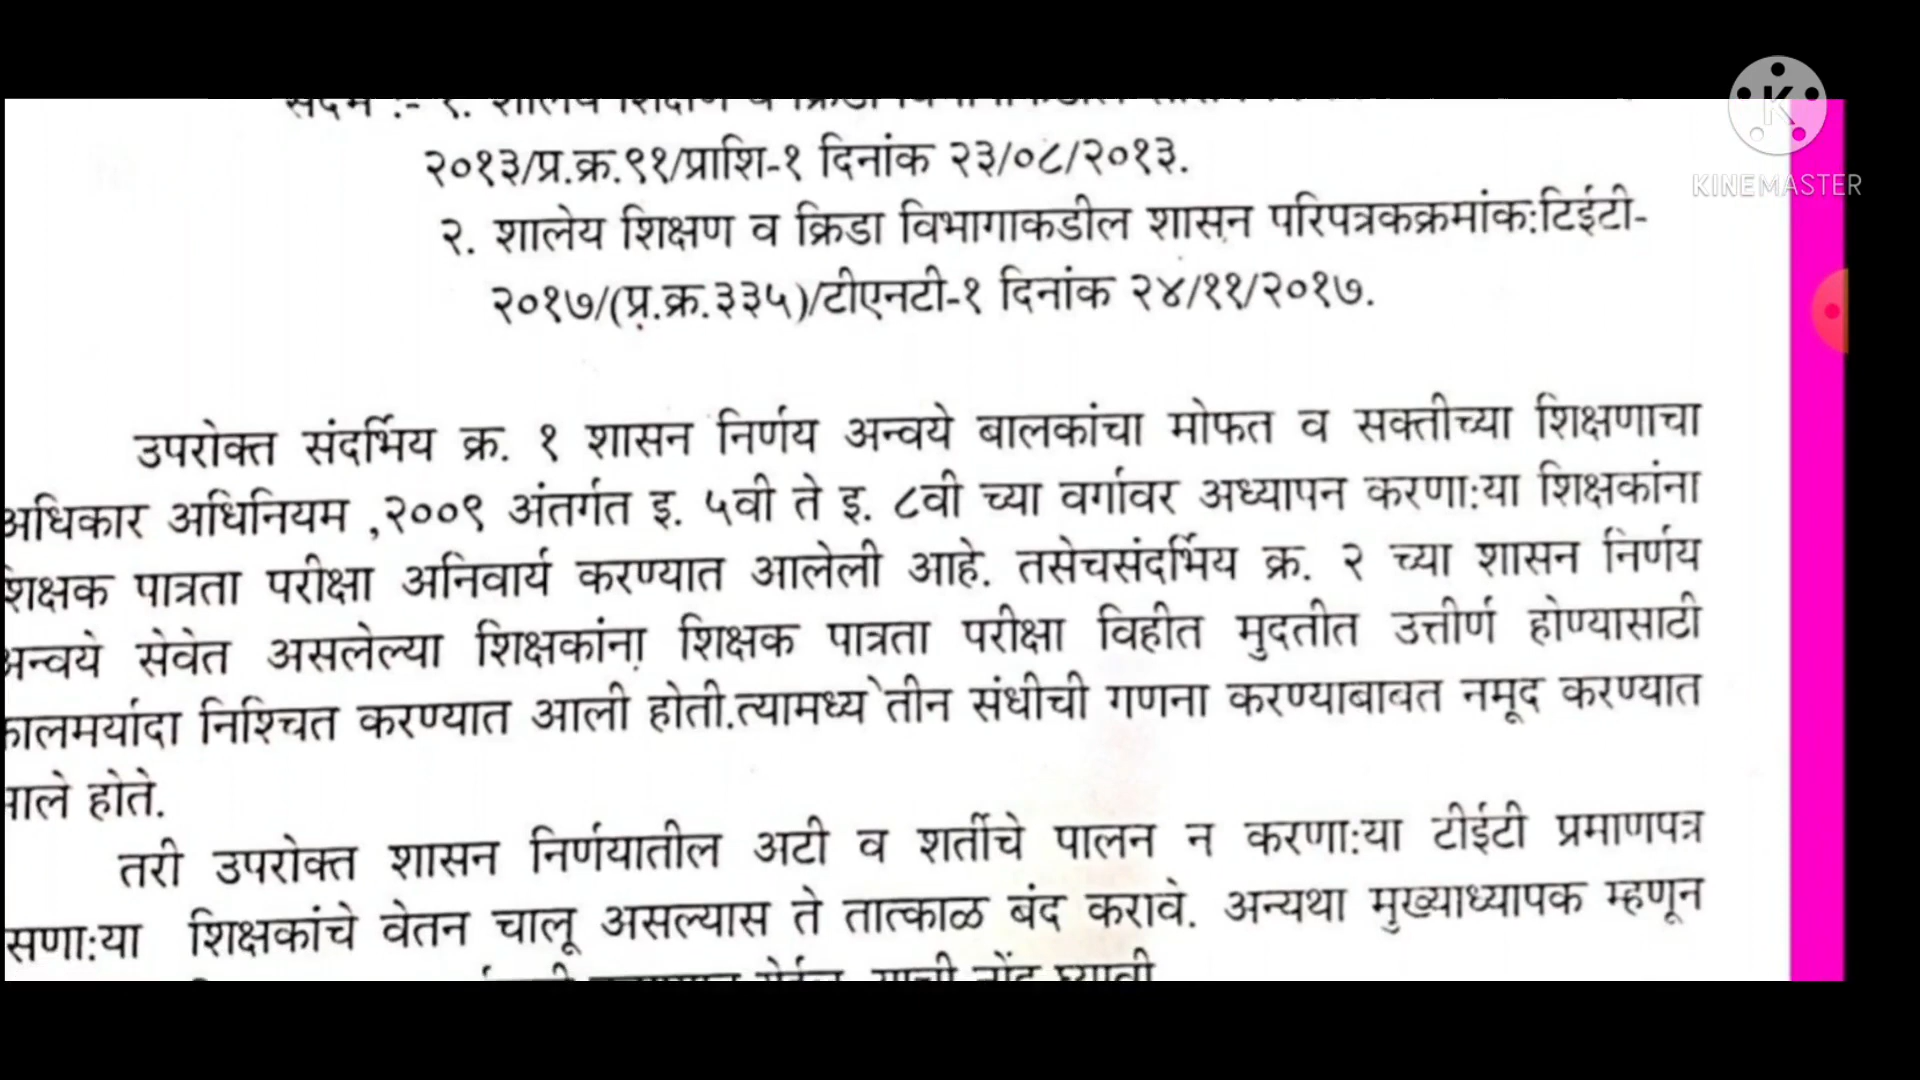 २०१३/प्र.क्र.९१/प्राशि-१ दिनांक २३/०८/२०१३.
KINEMASTER
२. शालेय शिक्षण व क्रिडा विभागाकडील शासन परिपत्रकक्रमांक:टिईटी-
२०१७/(प्र.क्र.३३५)/टीएनटी-१ दिनांक २४/११/२०१७.
उपरोक्त संदर्भिय क्र. १ शासन निर्णय अन्वये बालकांचा मोफत व सक्तीच्या शिक्षणाचा
अधिकार अधिनियम ,२००९ अंतर्गत इ. ५वी ते इ. ८वी च्या वर्गावर अध्यापन करणा:या शिक्षकांना
शिक्षक पात्रता परीक्षा अनिवार्य करण्यात आलेली आहे. तसेचसंदर्भिय क्र. २ च्या शासन निर्णय
अन्वये सेवेत असलेल्या शिक्षकांना शिक्षक पात्रता परीक्षा विहीत मुदतीत उत्तीर्ण होण्यासाठी
कालमर्यादा निश्चित करण्यात आली होती.त्यामध्ये तीन संधीची गणना करण्याबाबत नमूद करण्यात
होते.
तरी उपरोक्त शासन निर्णयातील अटी व शर्तीचे पालन न करणा:या टीईटी प्रमाणपत्र
शिक्षकांचे वेतन चालू असल्यास ते तात्काळ बंद करावे. अन्यथा मुख्याध्यापक म्हणून